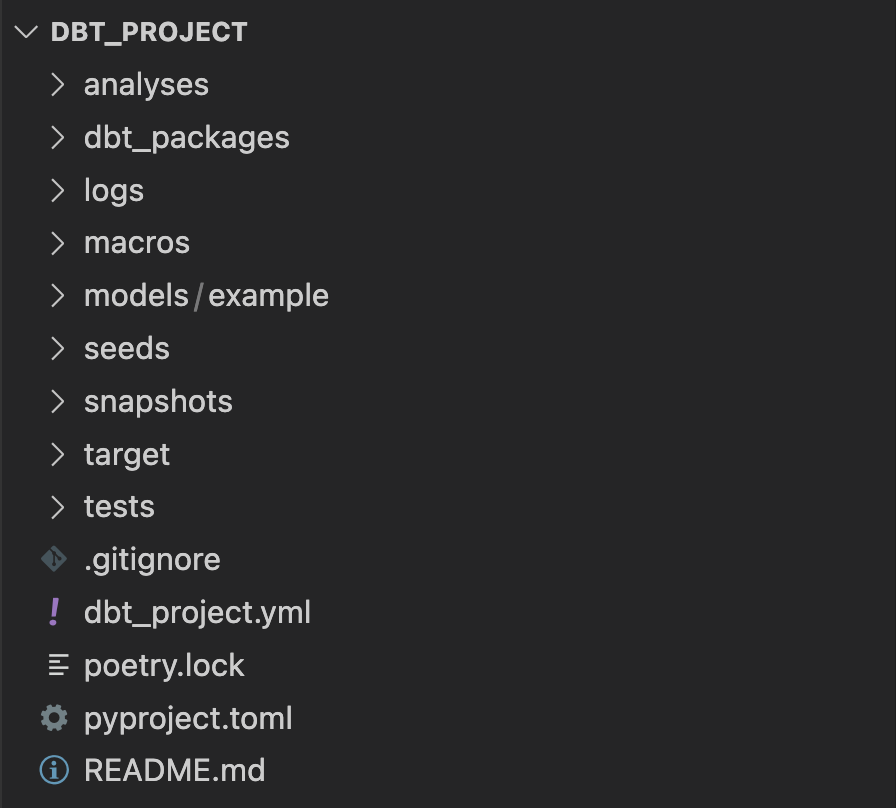 DBT_PROJECT
analyses
dbt_packages
logs
macros
models/example
seeds
snapshots
target
tests
.gitignore
dbt_project.yml
poetry.lock
pyproject.toml
README.md